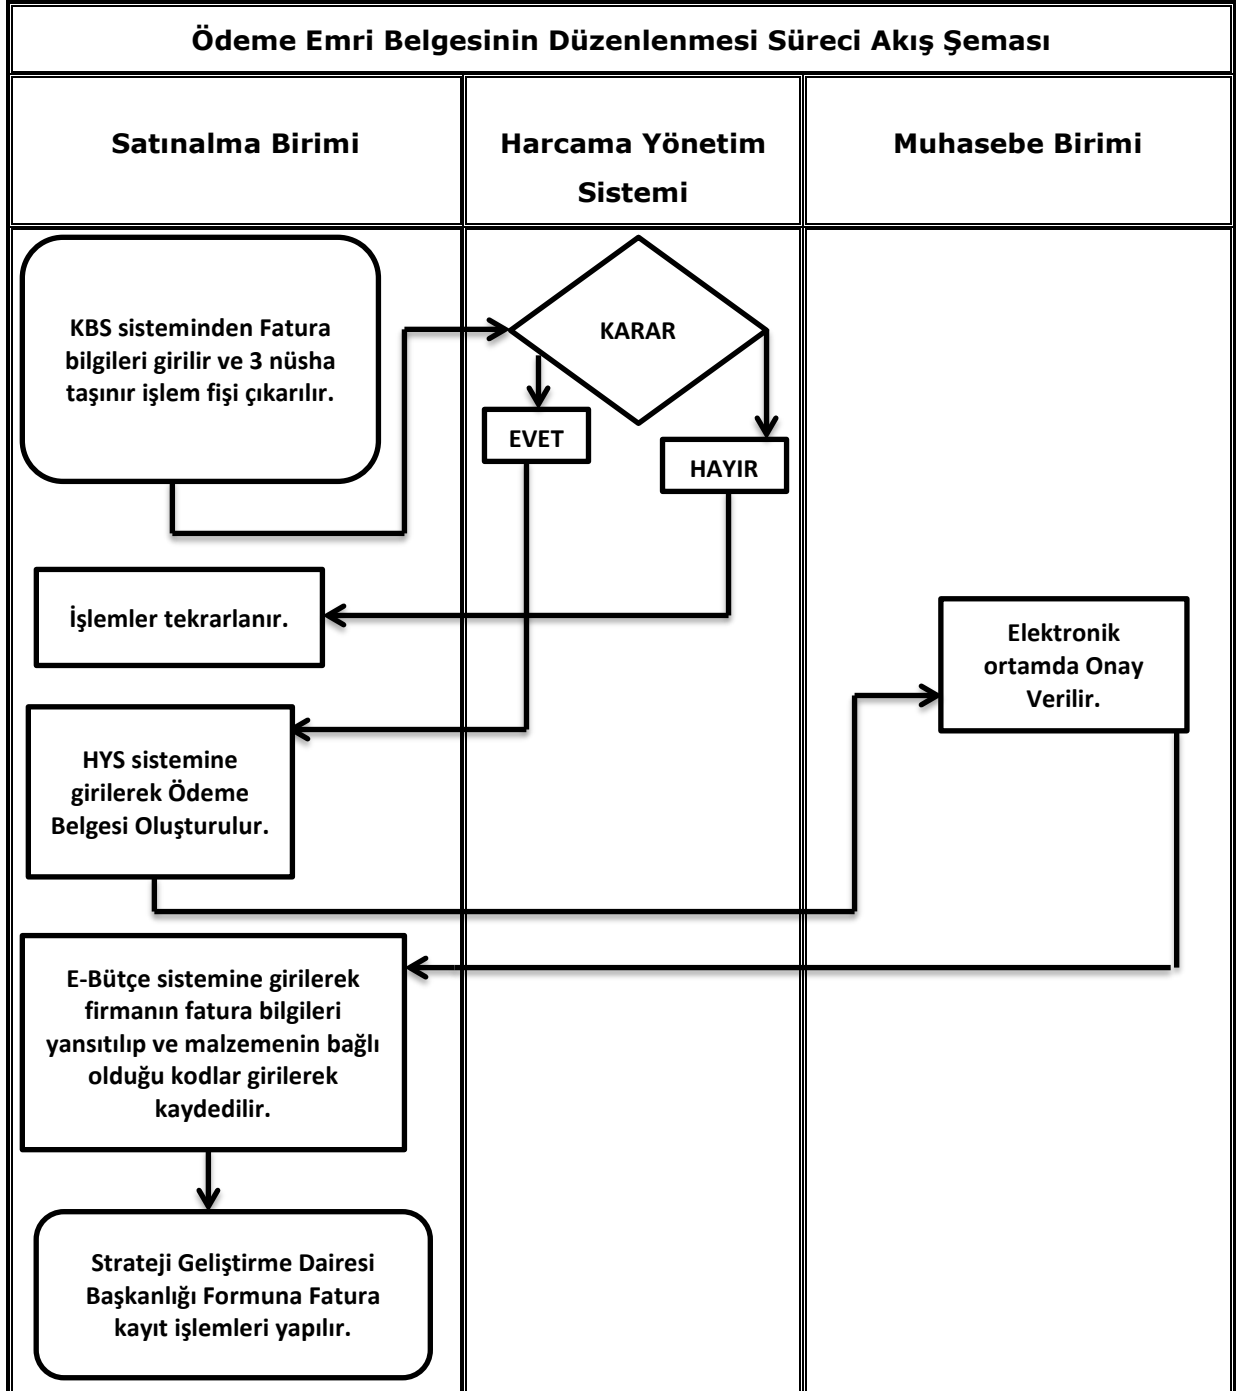 Ödeme Emri Belgesinin Düzenlenmesi Süreci Akış Şeması
Satınalma Birimi
Harcama Yönetim
Sistemi
Muhasebe Birimi
KBS sisteminden Fatura
bilgileri girilir ve 3 nüsha
taşınır işlem fişi çıkarılır.
KARAR
EVET
HAYIR
İşlemler tekrarlanır.
Elektronik
ortamda Onay
Verilir.
HYS sistemine
girilerek Ödeme
Belgesi Oluşturulur.
E-Bütçe sistemine girilerek
firmanın fatura bilgileri
yansıtılıp ve malzemenin bağlı
olduğu kodlar girilerek
kaydedilir.
Strateji Geliştirme Dairesi
Başkanlığı Formuna Fatura
kayıt işlemleri yapılır.